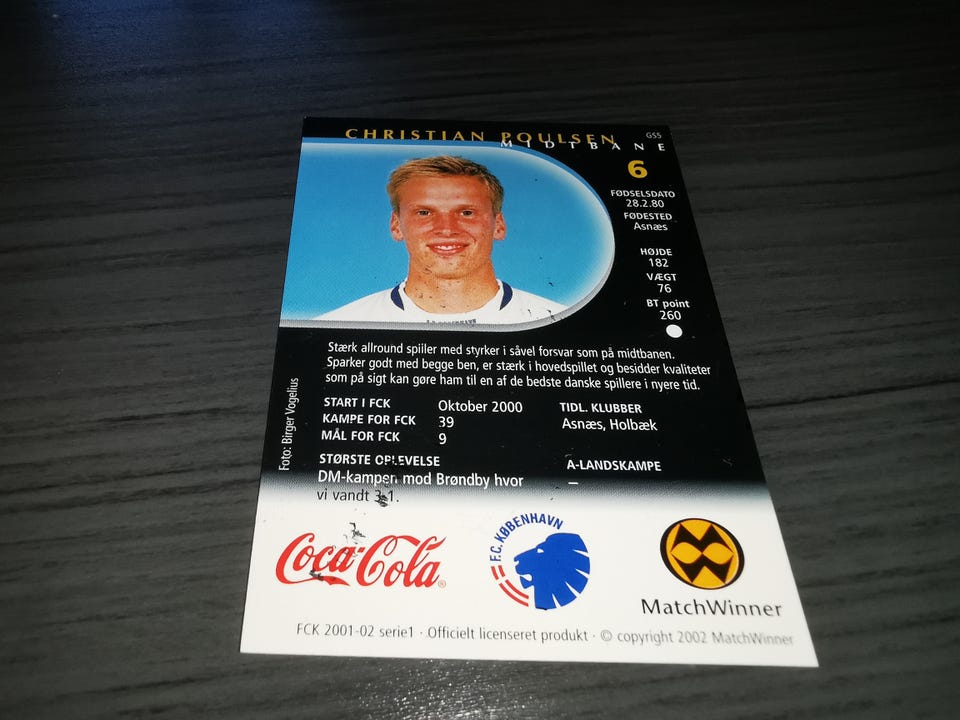 CHRISTIAN POULSEN
GS5
MIDTBANE
6
FØDSELSDATO
28.2.80
FØDESTED
Asnæs
HØJDE
182
VÆGT
76
BT point
260
Stærk allround spiiler med styrker i såvel forsvar som på midtbanen.
Sparker godt med begge ben, er stærk i hovedspillet og besidder kvaliteter
som på sigt kan gøre ham til en af de bedste danske spillere i nyere tid.
START I FCK Oktober 2000
KAMPE FOR FCK 39
MÅL FOR FCK 9
TIDL. KLUBBER
Asnæs, Holbæk
STØRSTE OPLEVELSE
DM-kampen mod Brøndby hvor
vi vandt 3-1.
A-LANDSKAMPE
–
Foto: Birger Vogelius
Coca-Cola®
F.C. KØBENHAVN
MatchWinner
FCK 2001-02 serie1 · Officielt licenseret produkt · © copyright 2002 MatchWinner